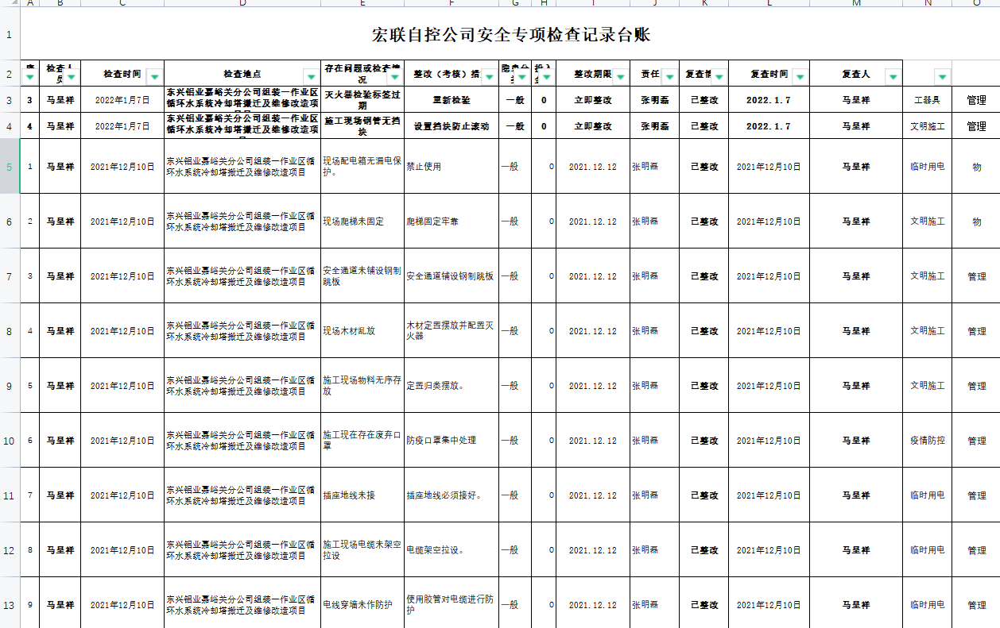 A B C D E F G H I J K L M N O
1 宏联自控公司安全专项检查记录台账
2 检查人员 检查时间 检查地点 存在问题或检查情况 整改（考核）措 隐患分 整改期限 责任 复查情 复查时间 复查人
3 3 马呈祥 2022年1月7日 东兴铝业嘉峪关分公司组装一作业区循环水系统冷却塔搬迁及维修改造项 灭火器检验标签过期 重新检验 一般 0 立即整改 张明磊 已整改 2022.1.7 工器具 管理
4 4 马呈祥 2022年1月7日 东兴铝业嘉峪关分公司组装一作业区循环水系统冷却塔搬迁及维修改造项 施工现场钢管无挡块 设置挡块防止滚动 一般 0 立即整改 张明磊 已整改 2022.1.7 文明施工 管理
5 1 马呈祥 2021年12月10日 东兴铝业嘉峪关分公司组装一作业区循环水系统冷却塔搬迁及维修改造项目 现场配电箱无漏电保护。 禁止使用 一般 0 2021.12.12 张明磊 已整改 2021年12月10日 马呈祥 临时用电 物
6 2 马呈祥 2021年12月10日 东兴铝业嘉峪关分公司组装一作业区循环水系统冷却塔搬迁及维修改造项目 现场爬梯未固定 爬梯固定牢靠 一般 0 2021.12.12 张明磊 已整改 2021年12月10日 马呈祥 文明施工 物
7 3 马呈祥 2021年12月10日 东兴铝业嘉峪关分公司组装一作业区循环水系统冷却塔搬迁及维修改造项目 安全通道未铺设钢制跳板 安全通道铺设钢制跳板 一般 0 2021.12.12 张明磊 已整改 2021年12月10日 马呈祥 文明施工 管理
8 4 马呈祥 2021年12月10日 东兴铝业嘉峪关分公司组装一作业区循环水系统冷却塔搬迁及维修改造项目 现场木材乱放 木材定置摆放并配置灭火器 一般 0 2021.12.12 张明磊 已整改 2021年12月10日 马呈祥 文明施工 管理
9 5 马呈祥 2021年12月10日 东兴铝业嘉峪关分公司组装一作业区循环水系统冷却塔搬迁及维修改造项目 施工现场物料无序存放 定置归类摆放。 一般 0 2021.12.12 张明磊 已整改 2021年12月10日 马呈祥 文明施工 管理
10 6 马呈祥 2021年12月10日 东兴铝业嘉峪关分公司组装一作业区循环水系统冷却塔搬迁及维修改造项目 施工现在存在废弃口罩 防疫口罩集中处理 一般 0 2021.12.12 张明磊 已整改 2021年12月10日 马呈祥 疫情防控 管理
11 7 马呈祥 2021年12月10日 东兴铝业嘉峪关分公司组装一作业区循环水系统冷却塔搬迁及维修改造项目 插座地线未接 插座地线必须接好。 一般 0 2021.12.12 张明磊 已整改 2021年12月10日 马呈祥 临时用电 管理
12 8 马呈祥 2021年12月10日 东兴铝业嘉峪关分公司组装一作业区循环水系统冷却塔搬迁及维修改造项目 施工现场电缆未架空拉设 电缆架空拉设。 一般 0 2021.12.12 张明磊 已整改 2021年12月10日 马呈祥 临时用电 管理
13 9 马呈祥 2021年12月10日 东兴铝业嘉峪关分公司组装一作业区循环水系统冷却塔搬迁及维修改造项目 电线穿墙未作防护 使用胶管对电缆进行防护 一般 0 2021.12.12 张明磊 已整改 2021年12月10日 马呈祥 临时用电 管理